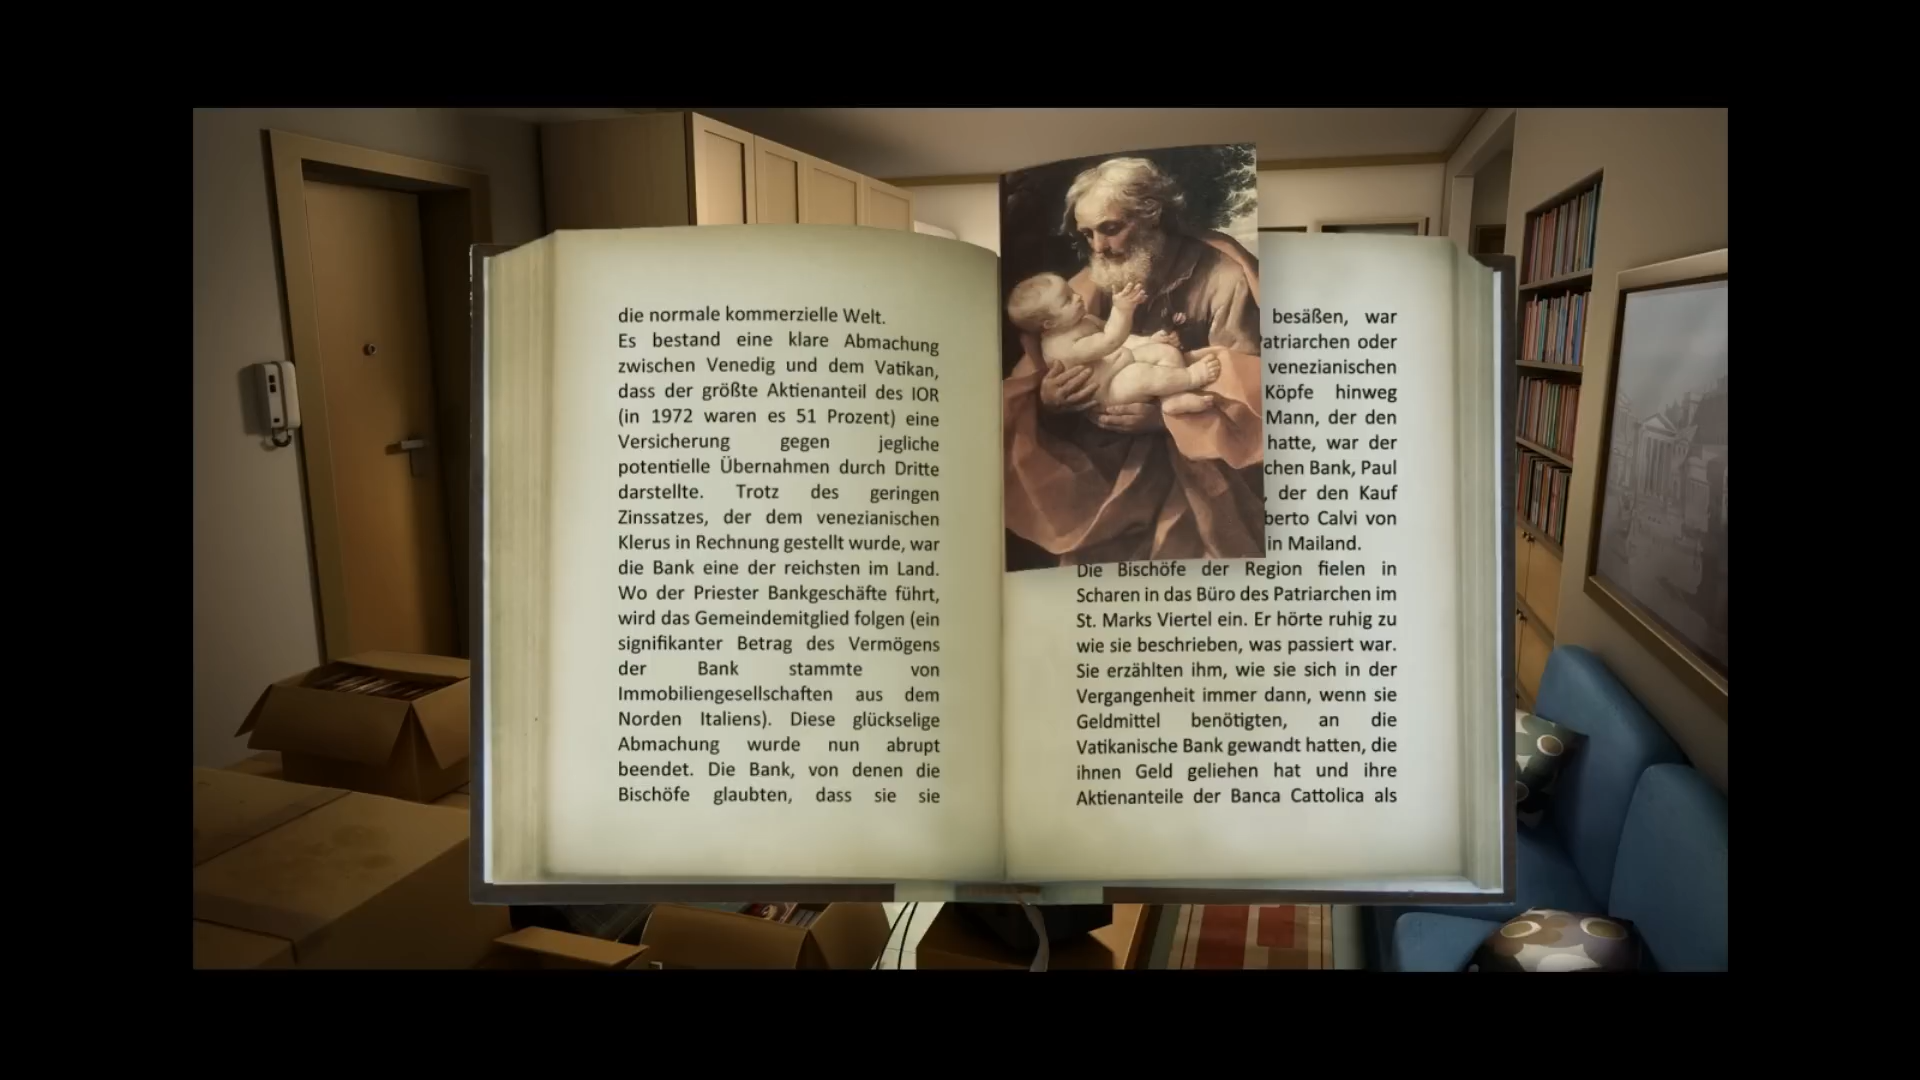 die normale kommerzielle Welt.
Es bestand eine klare Abmachung
zwischen Venedig und dem Vatikan,
dass der größte Aktienanteil des IOR
(in 1972 waren es 51 Prozent) eine
Versicherung gegen jegliche
potentielle Übernahmen durch Dritte
darstellte. Trotz des geringen
Zinssatzes, der dem venezianischen
Klerus in Rechnung gestellt wurde, war
die Bank eine der reichsten im Land.
Wo der Priester Bankgeschäfte führt,
wird das Gemeindemitglied folgen (ein
signifikanter Betrag des Vermögens
der Bank stammte von
Immobiliengesellschaften aus dem
Norden Italiens). Diese glückselige
Abmachung wurde nun abrupt
beendet. Die Bank, von denen die
Bischöfe glaubten, dass sie sie
besäßen, war
Patriarchen oder
venezianischen
Köpfe hinweg
Mann, der den
hatte, war der
chen Bank, Paul
, der den Kauf
berto Calvi von
in Mailand.
Die Bischöfe der Region fielen in
Scharen in das Büro des Patriarchen im
St. Marks Viertel ein. Er hörte ruhig zu
wie sie beschrieben, was passiert war.
Sie erzählten ihm, wie sie sich in der
Vergangenheit immer dann, wenn sie
Geldmittel benötigten, an die
Vatikanische Bank gewandt hatten, die
ihnen Geld geliehen hat und ihre
Aktienanteile der Banca Cattolica als